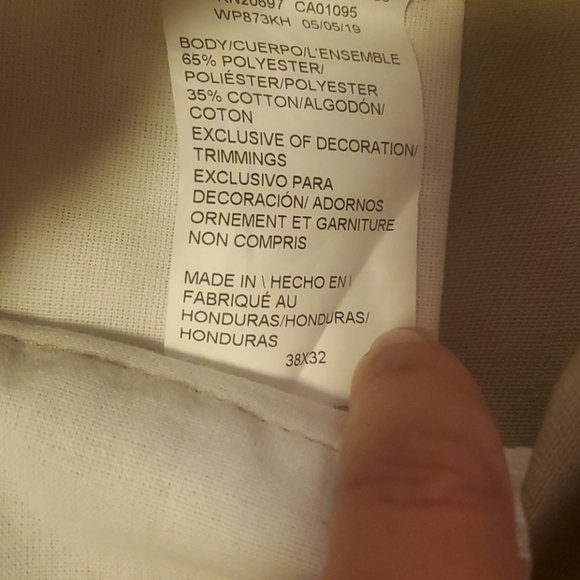 RN20697 CA01095
WP873KH 05/05/19
BODY/CUERPO/L'ENSEMBLE
65% POLYESTER/
POLIÉSTER/POLYESTER
35% COTTON/ALGODÓN/
COTON
EXCLUSIVE OF DECORATION/
TRIMMINGS
EXCLUSIVO PARA
DECORACIÓN/ ADORNOS
ORNEMENT ET GARNITURE
NON COMPRIS
MADE IN \ HECHO EN \
FABRIQUÉ AU
HONDURAS/HONDURAS/
HONDURAS
38X32